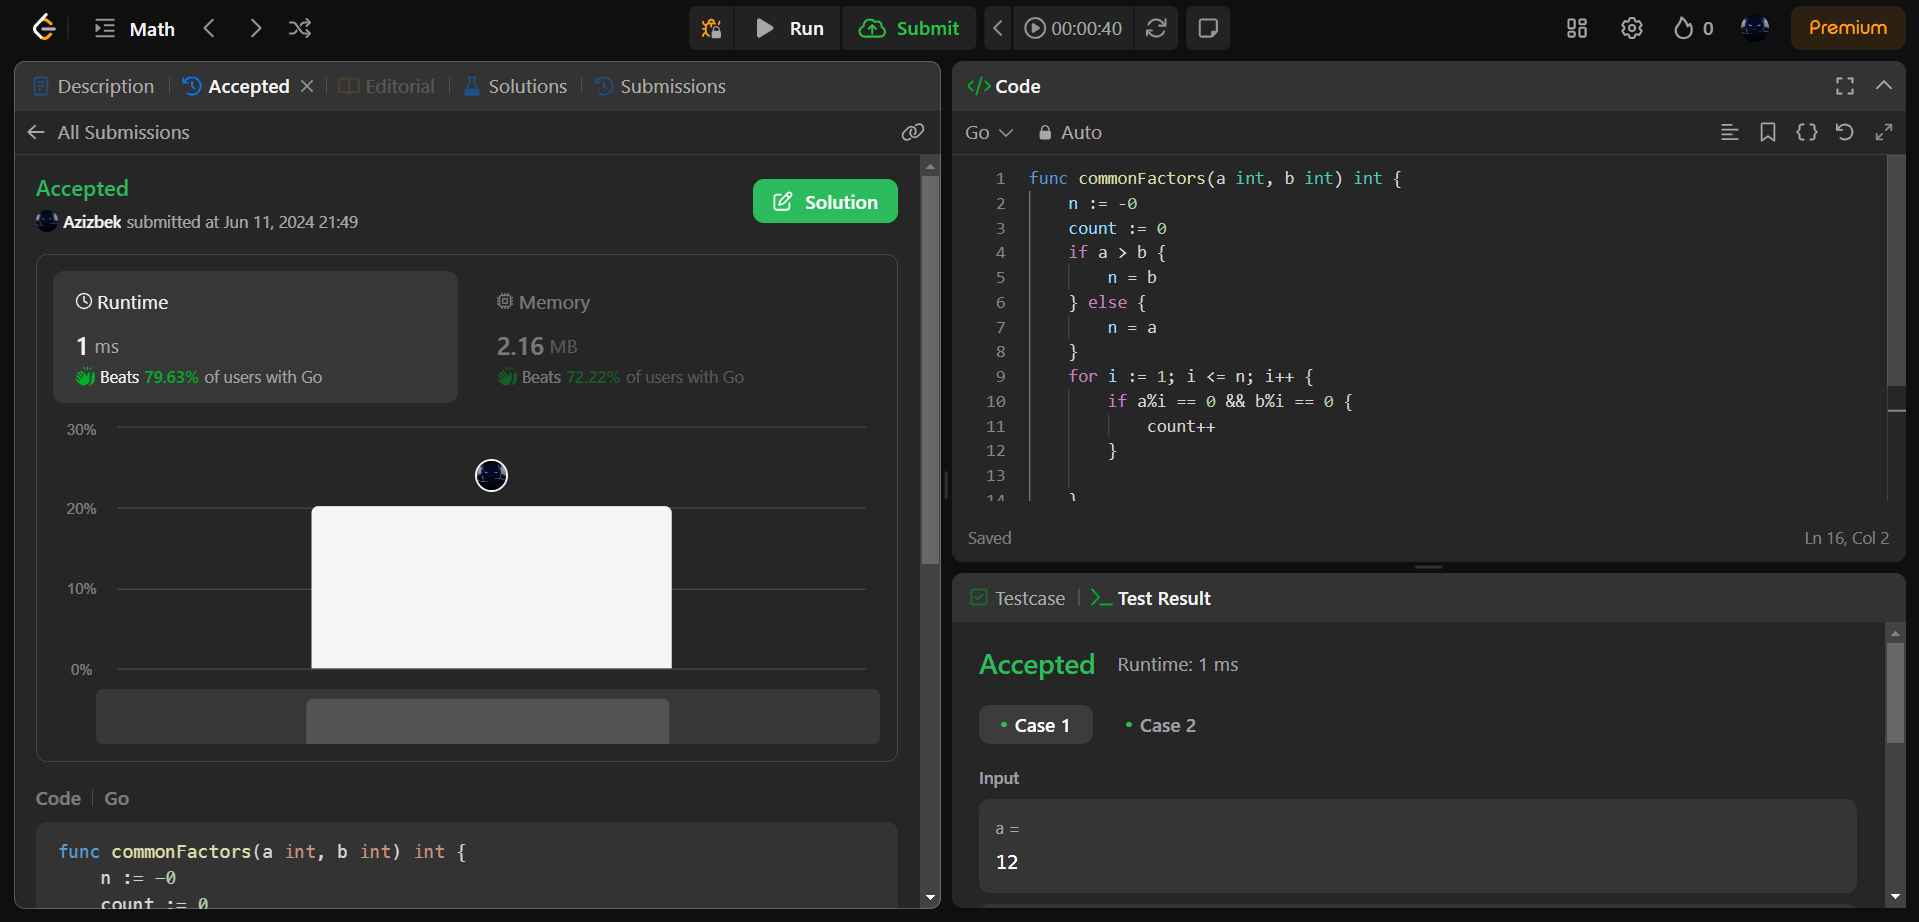 Math
Run
Submit
00:00:40
0
Premium
Description
Accepted
Editorial
Solutions
Submissions
All Submissions
Accepted
Azizbek submitted at Jun 11, 2024 21:49
Solution
Runtime
1 ms
Beats 79.63% of users with Go
Memory
2.16 MB
Beats 72.22% of users with Go
30%
20%
10%
0%
Code
Go
func commonFactors(a int, b int) int {
n := -0
count := 0
</> Code
Go
Auto
1 func commonFactors(a int, b int) int {
2 n := -0
3 count := 0
4 if a > b {
5 n = b
6 } else {
7 n = a
8 }
9 for i := 1; i <= n; i++ {
10 if a%i == 0 && b%i == 0 {
11 count++
12 }
13
14 }
Saved
Ln 16, Col 2
Testcase
Test Result
Accepted
Runtime: 1 ms
Case 1
Case 2
Input
a =
12